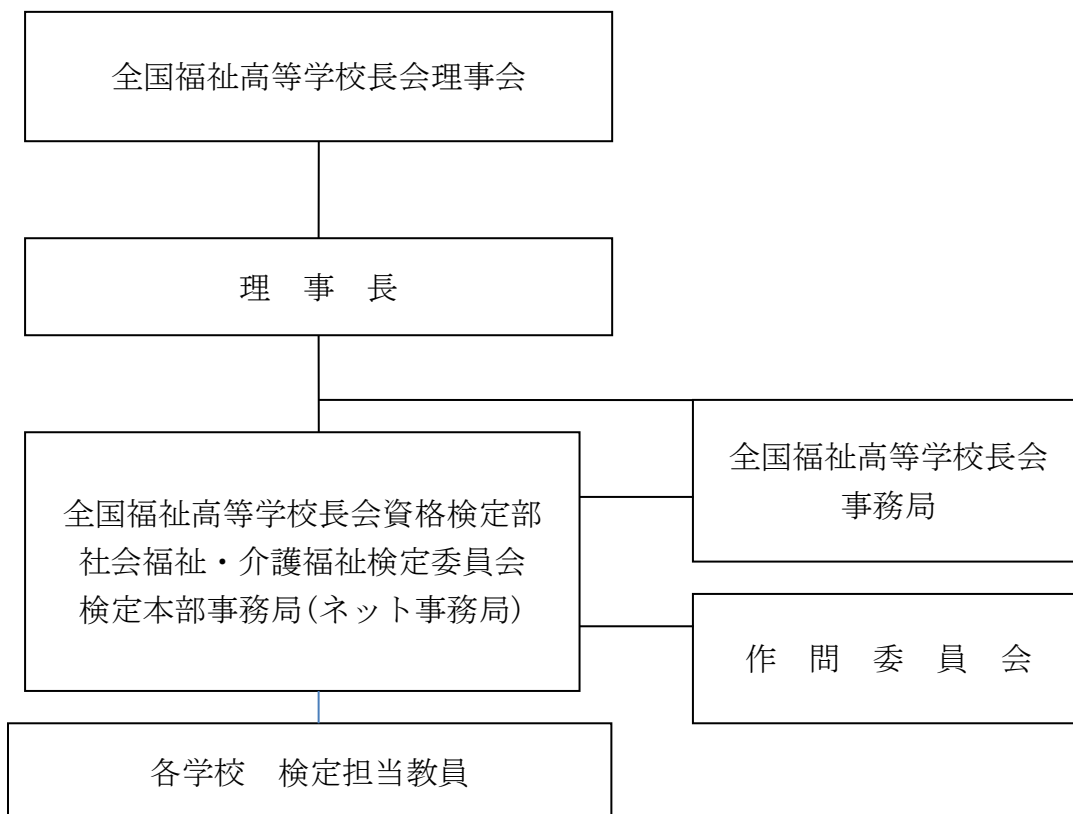 全国福祉高等学校長会理事会
理　事　長
全国福祉高等学校長会
事務局
全国福祉高等学校長会資格検定部
社会福祉・介護福祉検定委員会
検定本部事務局(ネット事務局)
作　問　委　員　会
各学校　検定担当教員